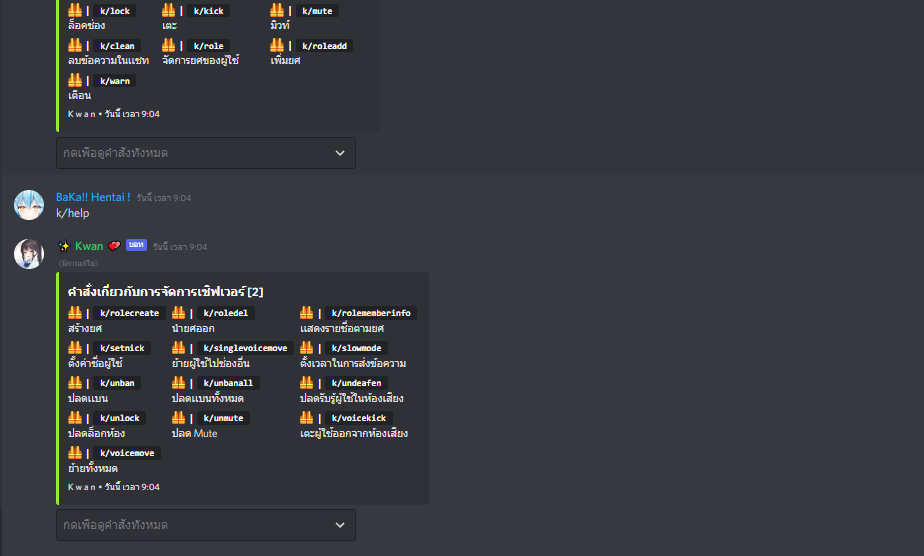 | k/lock | k/kick | k/mute
ล็อคช่อง เตะ มิวท์
| k/clean | k/role | k/roleadd
ลบข้อความในแชท จัดการยศของผู้ใช้ เพิ่มยศ
| k/warn
เตือน
K w a n • วันนี้ เวลา 9:04
กดเพื่อดูคำสั่งทั้งหมด
BaKa!! Hentai ! วันนี้ เวลา 9:04
k/help
Kwan บอท วันนี้ เวลา 9:04
(มีการแก้ไข)
คำสั่งเกี่ยวกับการจัดการเซิฟเวอร์ [2]
| k/rolecreate | k/roledel | k/rolememberinfo
สร้างยศ นำยศออก แสดงรายชื่อตามยศ
| k/setnick | k/singlevoicemove | k/slowmode
ตั้งค่าชื่อผู้ใช้ ย้ายผู้ใช้ไปช่องอื่น ตั้งเวลาในการส่งข้อความ
| k/unban | k/unbanall | k/undeafen
ปลดแบน ปลดแบนทั้งหมด ปลดรับรู้ผู้ใช้ในห้องเสียง
| k/unlock | k/unmute | k/voicekick
ปลดล็อกห้อง ปลด Mute เตะผู้ใช้ออกจากห้องเสียง
| k/voicemove
ย้ายทั้งหมด
K w a n • วันนี้ เวลา 9:04
กดเพื่อดูคำสั่งทั้งหมด